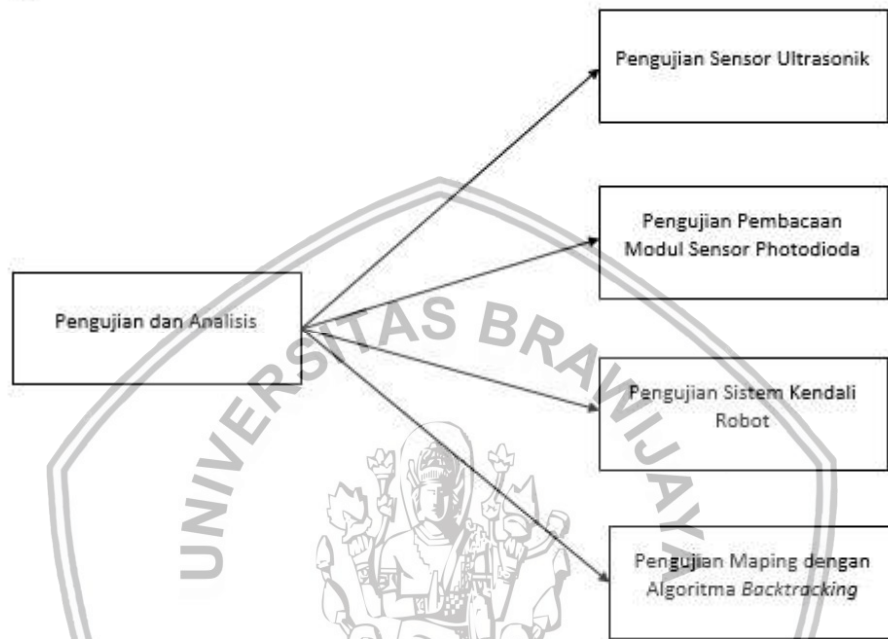 Pengujian Sensor Ultrasonik
Pengujian Pembacaan
Modul Sensor Photodioda
Pengujian dan Analisis
UNIVERSITAS BRAWIJAYA
Pengujian Sistem Kendali
Robot
Pengujian Maping dengan
Algoritma Backtracking